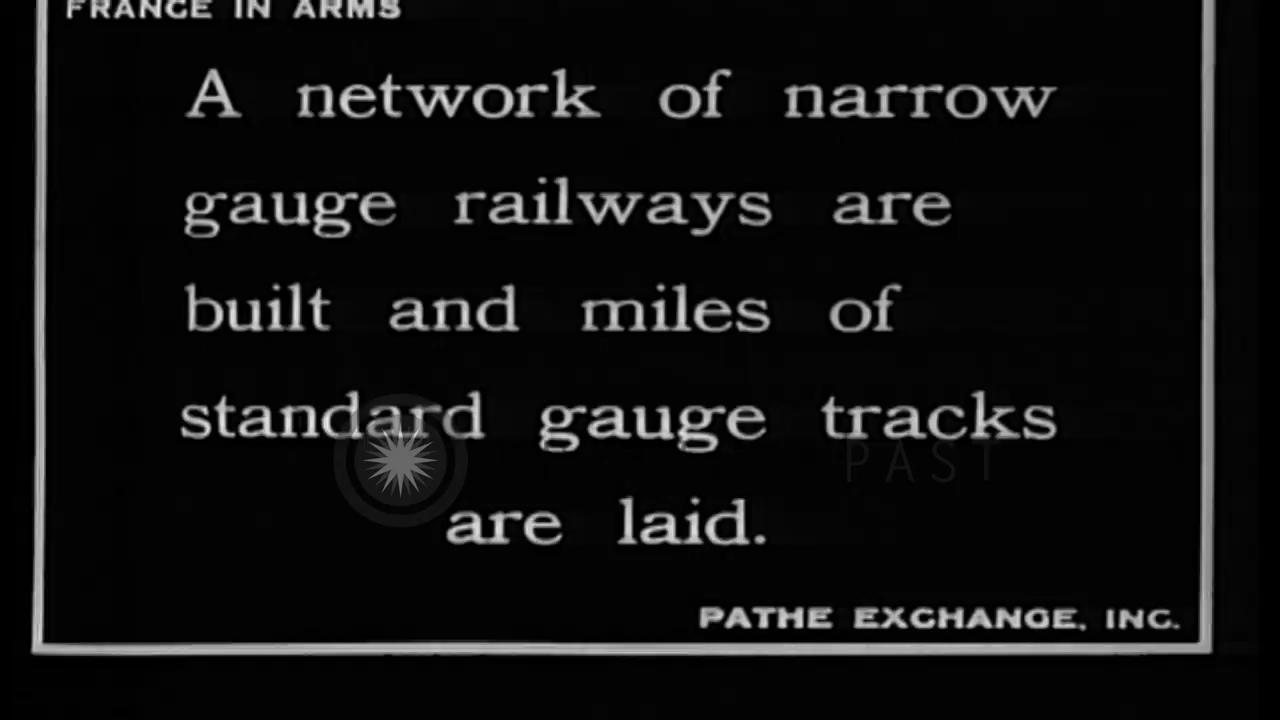 FRANCE IN ARMS
A network of narrow
gauge railways are
built and miles of
standard gauge tracks
are laid.
PAST
PATHE EXCHANGE, INC.